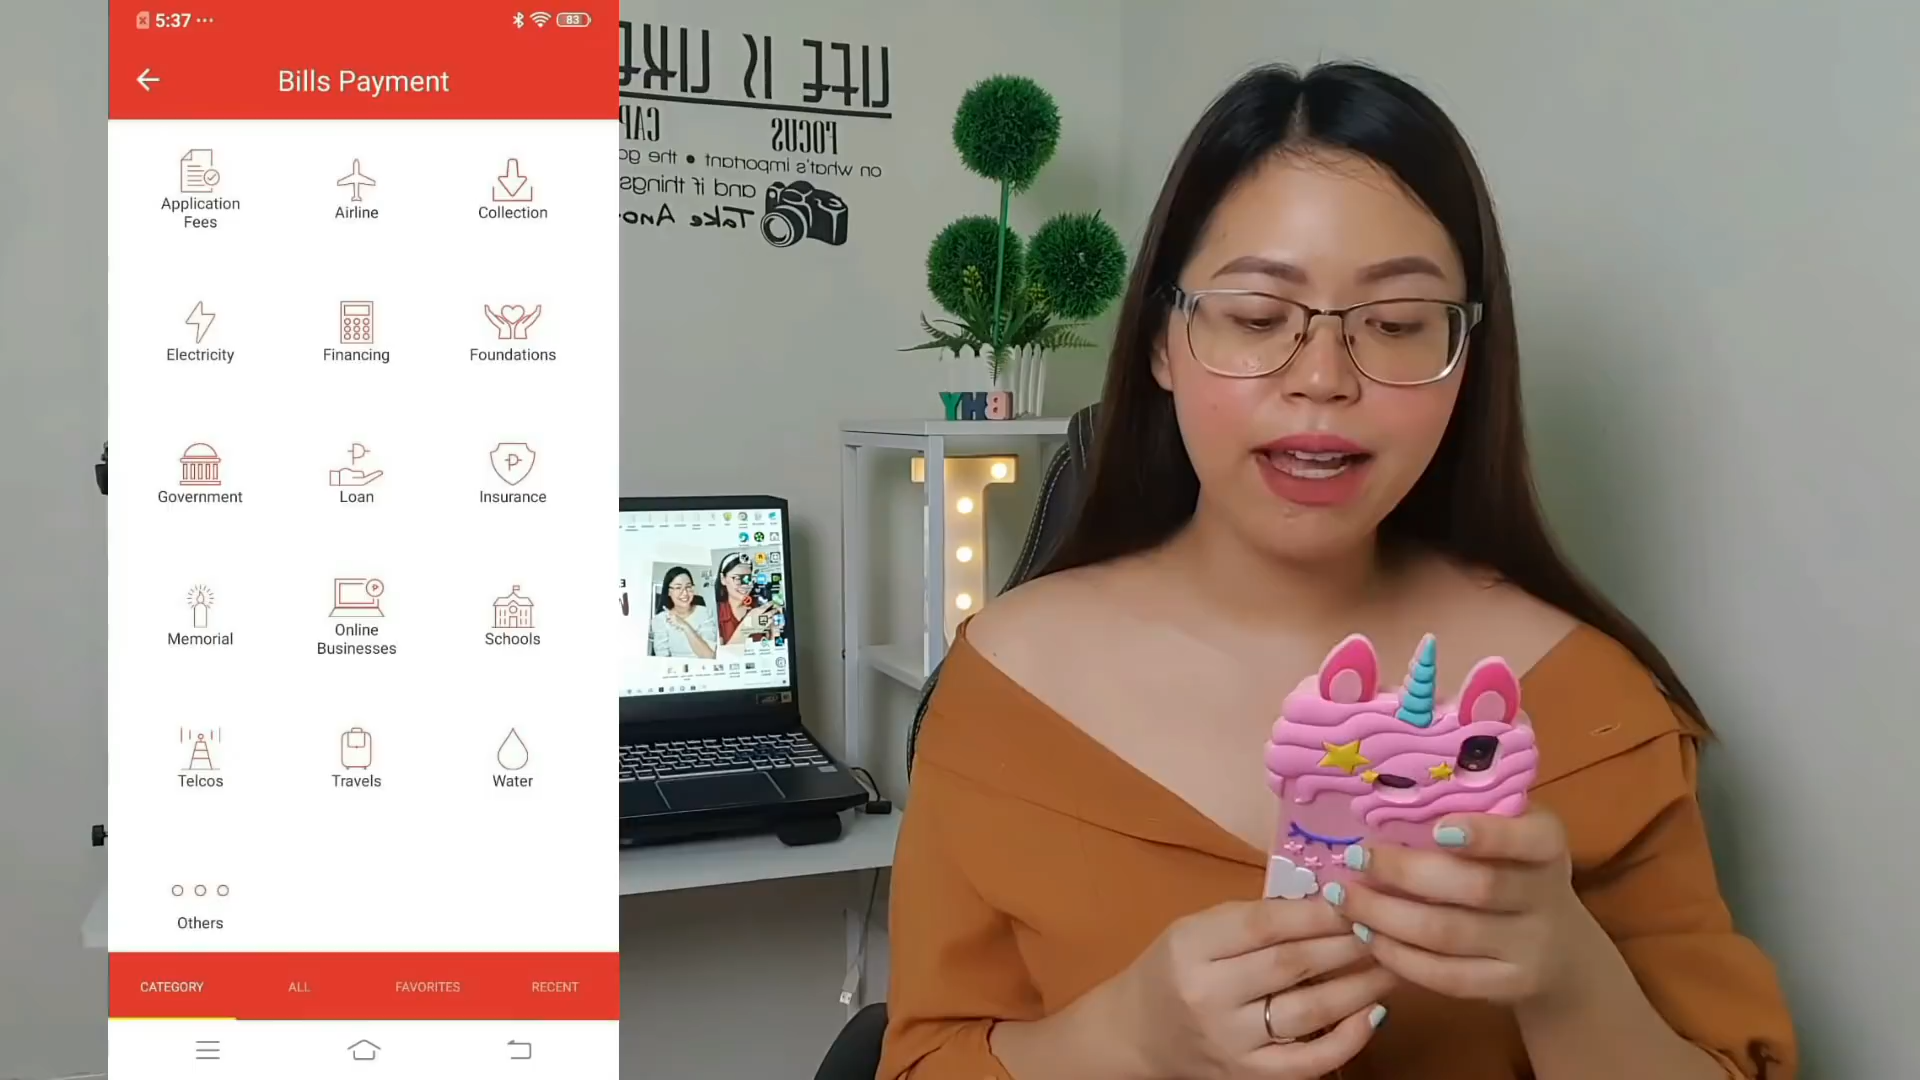 5:37 ...
83
Bills Payment
Application
Fees
Airline
Collection
Electricity
Financing
Foundations
Government
Loan
Insurance
Memorial
Online
Businesses
Schools
Telcos
Travels
Water
Others
CATEGORY
ALL
FAVORITES
RECENT
LIFE IS LIKE
FOCUS
on what's important • the
and if things
Take
BHY